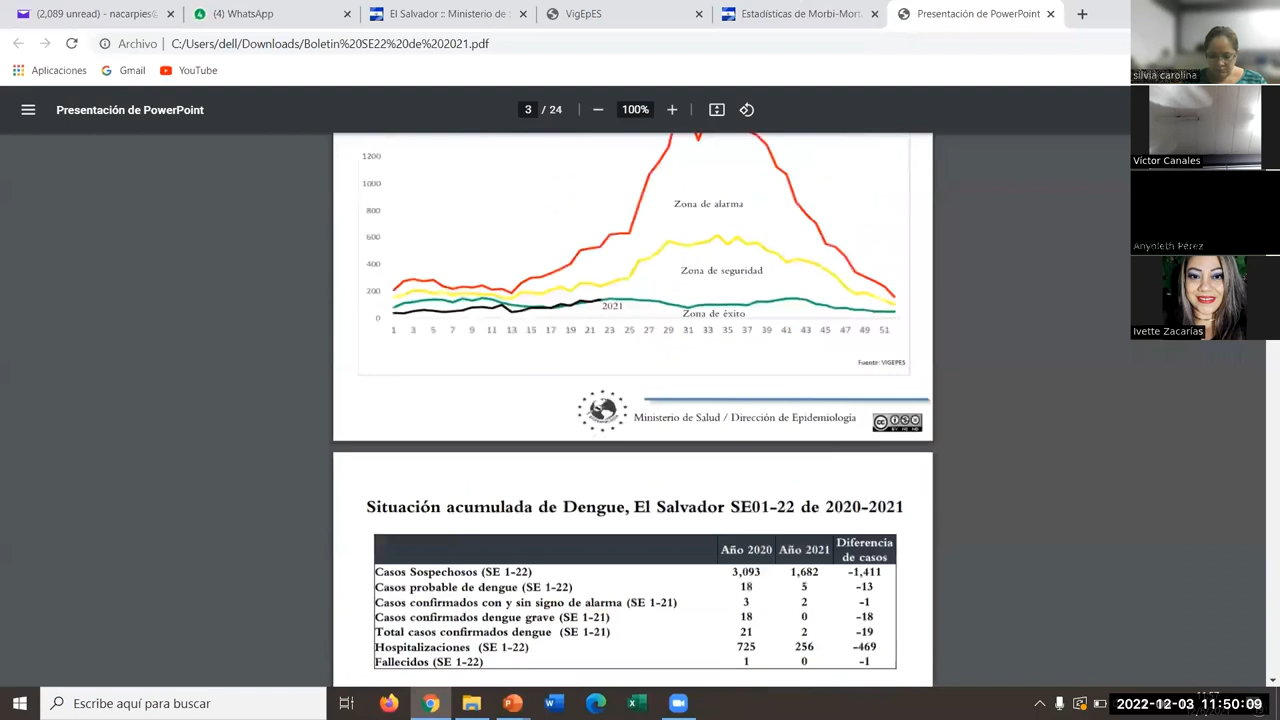 (2,089 unread) - nacarpies@
(4) WhatsApp
El Salvador :: Ministerio de S
VigEpES
Estadísticas de Morbi-Morta
Presentación de PowerPoint
Archivo
C:/Users/dell/Downloads/Boletin%20SE22%20de%202021.pdf
Aplicaciones
Gmail
YouTube
silvia carolina
Presentación de PowerPoint
3 / 24
100%
Víctor Canales
Anyoleth Pérez
Ivette Zacarías
1200
1000
800
600
400
200
0
Zona de alarma
Zona de seguridad
2021
Zona de éxito
1 3 5 7 9 11 13 15 17 19 21 23 25 27 29 31 33 35 37 39 41 43 45 47 49 51
Fuente: VIGEPES
Ministerio de Salud / Dirección de Epidemiología
CC BY NC ND
Situación acumulada de Dengue, El Salvador SE01-22 de 2020-2021
Año 2020 Año 2021 Diferencia de casos
Casos Sospechosos (SE 1-22) 3,093 1,682 -1,411
Casos probable de dengue (SE 1-22) 18 5 -13
Casos confirmados con y sin signo de alarma (SE 1-21) 3 2 -1
Casos confirmados dengue grave (SE 1-21) 18 0 -18
Total casos confirmados dengue (SE 1-21) 21 2 -19
Hospitalizaciones (SE 1-22) 725 256 -469
Fallecidos (SE 1-22) 1 0 -1
Escribe aquí para buscar
2022-12-03 11:50:09